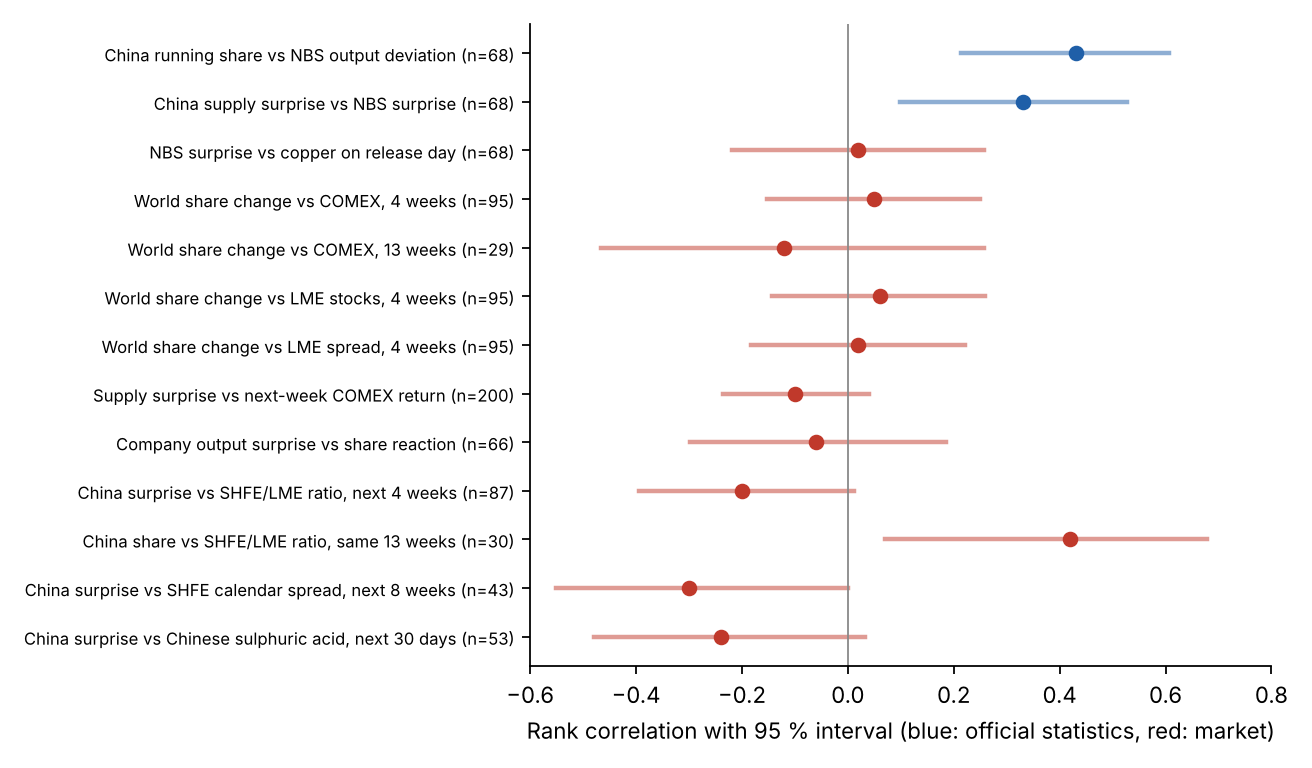 China running share vs NBS output deviation (n=68)
China supply surprise vs NBS surprise (n=68)
NBS surprise vs copper on release day (n=68)
World share change vs COMEX, 4 weeks (n=95)
World share change vs COMEX, 13 weeks (n=29)
World share change vs LME stocks, 4 weeks (n=95)
World share change vs LME spread, 4 weeks (n=95)
Supply surprise vs next-week COMEX return (n=200)
Company output surprise vs share reaction (n=66)
China surprise vs SHFE/LME ratio, next 4 weeks (n=87)
China share vs SHFE/LME ratio, same 13 weeks (n=30)
China surprise vs SHFE calendar spread, next 8 weeks (n=43)
China surprise vs Chinese sulphuric acid, next 30 days (n=53)
−0.6 −0.4 −0.2 0.0 0.2 0.4 0.6 0.8
Rank correlation with 95 % interval (blue: official statistics, red: market)